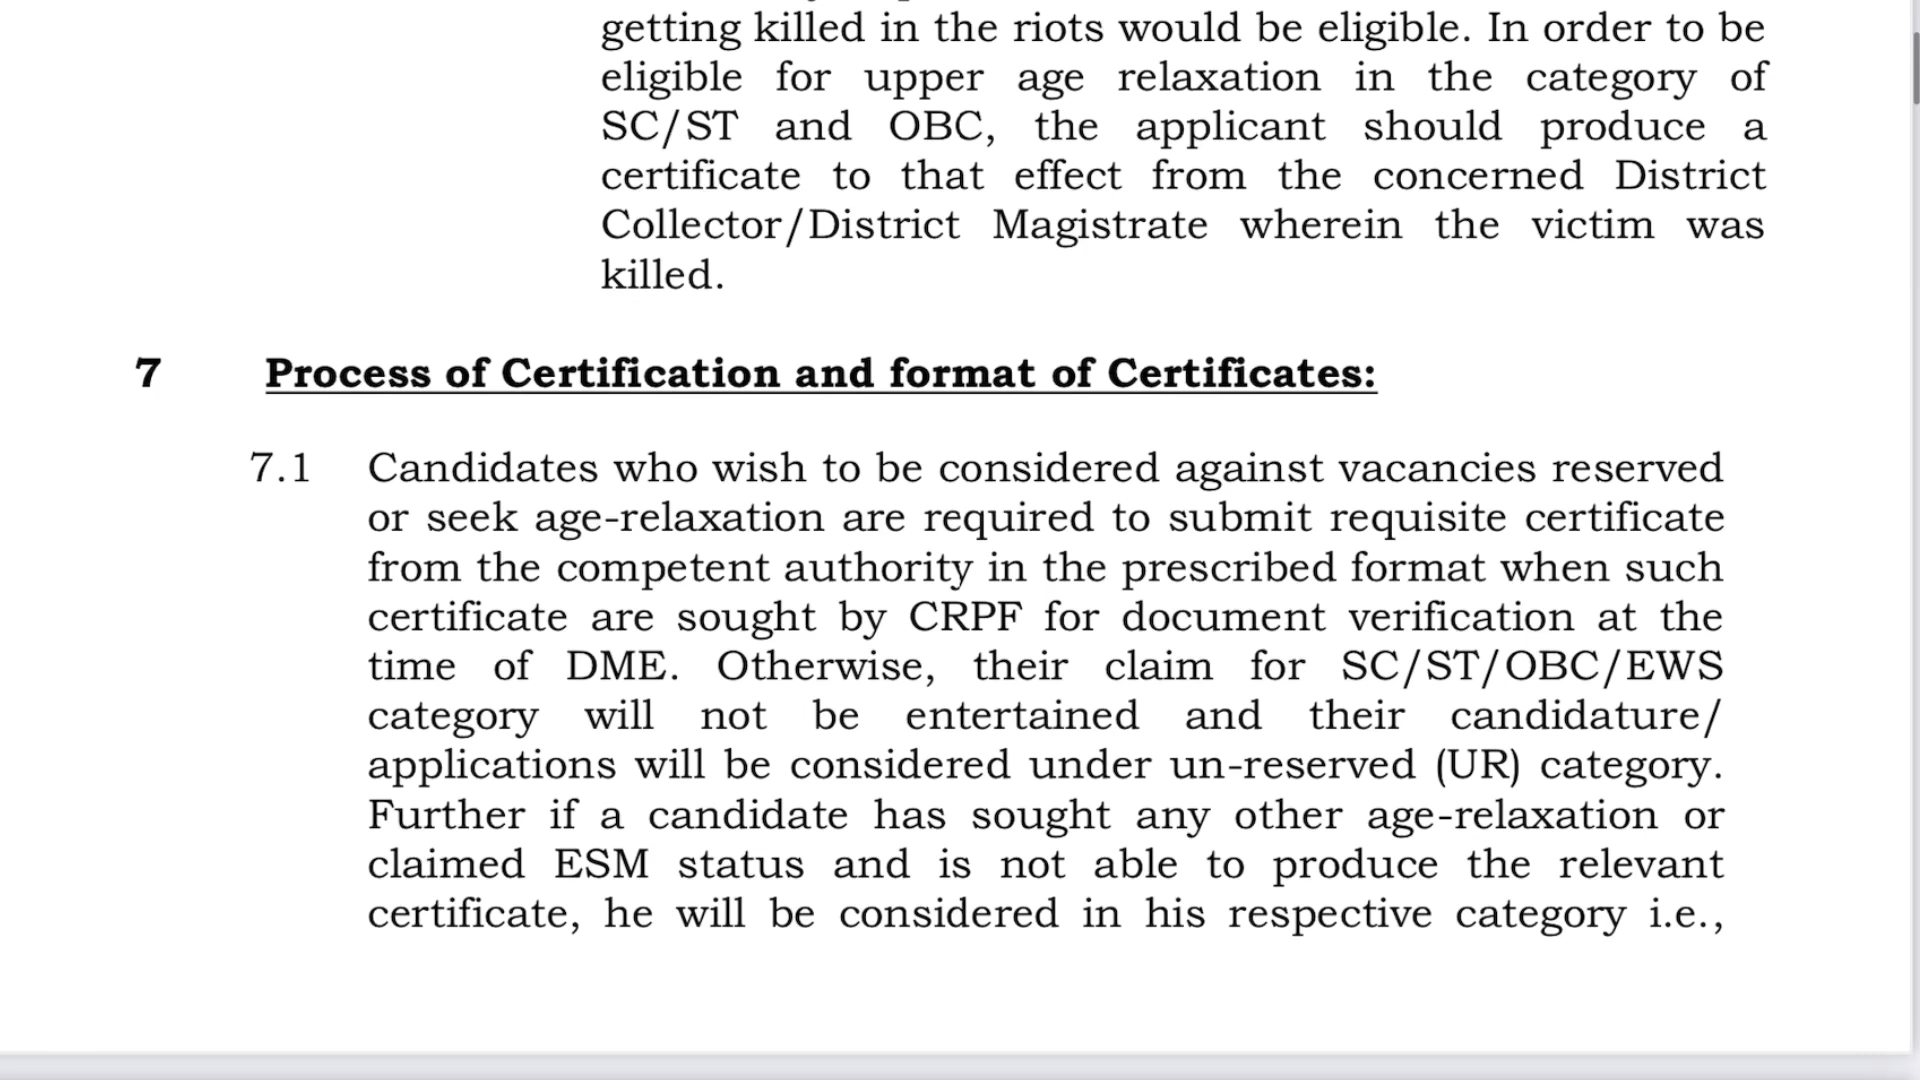 getting killed in the riots would be eligible. In order to be
eligible for upper age relaxation in the category of
SC/ST and OBC, the applicant should produce a
certificate to that effect from the concerned District
Collector/District Magistrate wherein the victim was
killed.
7 Process of Certification and format of Certificates:
7.1 Candidates who wish to be considered against vacancies reserved
or seek age-relaxation are required to submit requisite certificate
from the competent authority in the prescribed format when such
certificate are sought by CRPF for document verification at the
time of DME. Otherwise, their claim for SC/ST/OBC/EWS
category will not be entertained and their candidature/
applications will be considered under un-reserved (UR) category.
Further if a candidate has sought any other age-relaxation or
claimed ESM status and is not able to produce the relevant
certificate, he will be considered in his respective category i.e.,